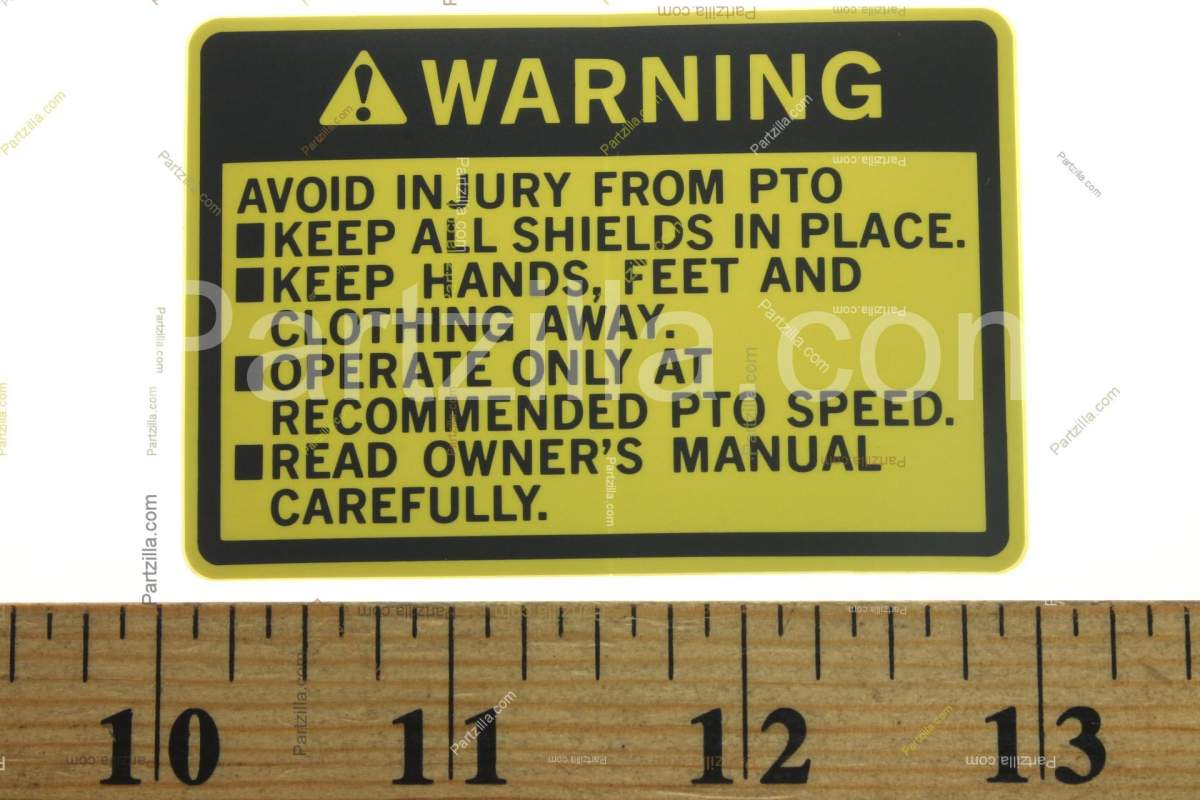 WARNING
AVOID INJURY FROM PTO
■ KEEP ALL SHIELDS IN PLACE.
■ KEEP HANDS, FEET AND
CLOTHING AWAY.
■ OPERATE ONLY AT
RECOMMENDED PTO SPEED.
■ READ OWNER'S MANUAL
CAREFULLY.
Partzilla.com
10 11 12 13